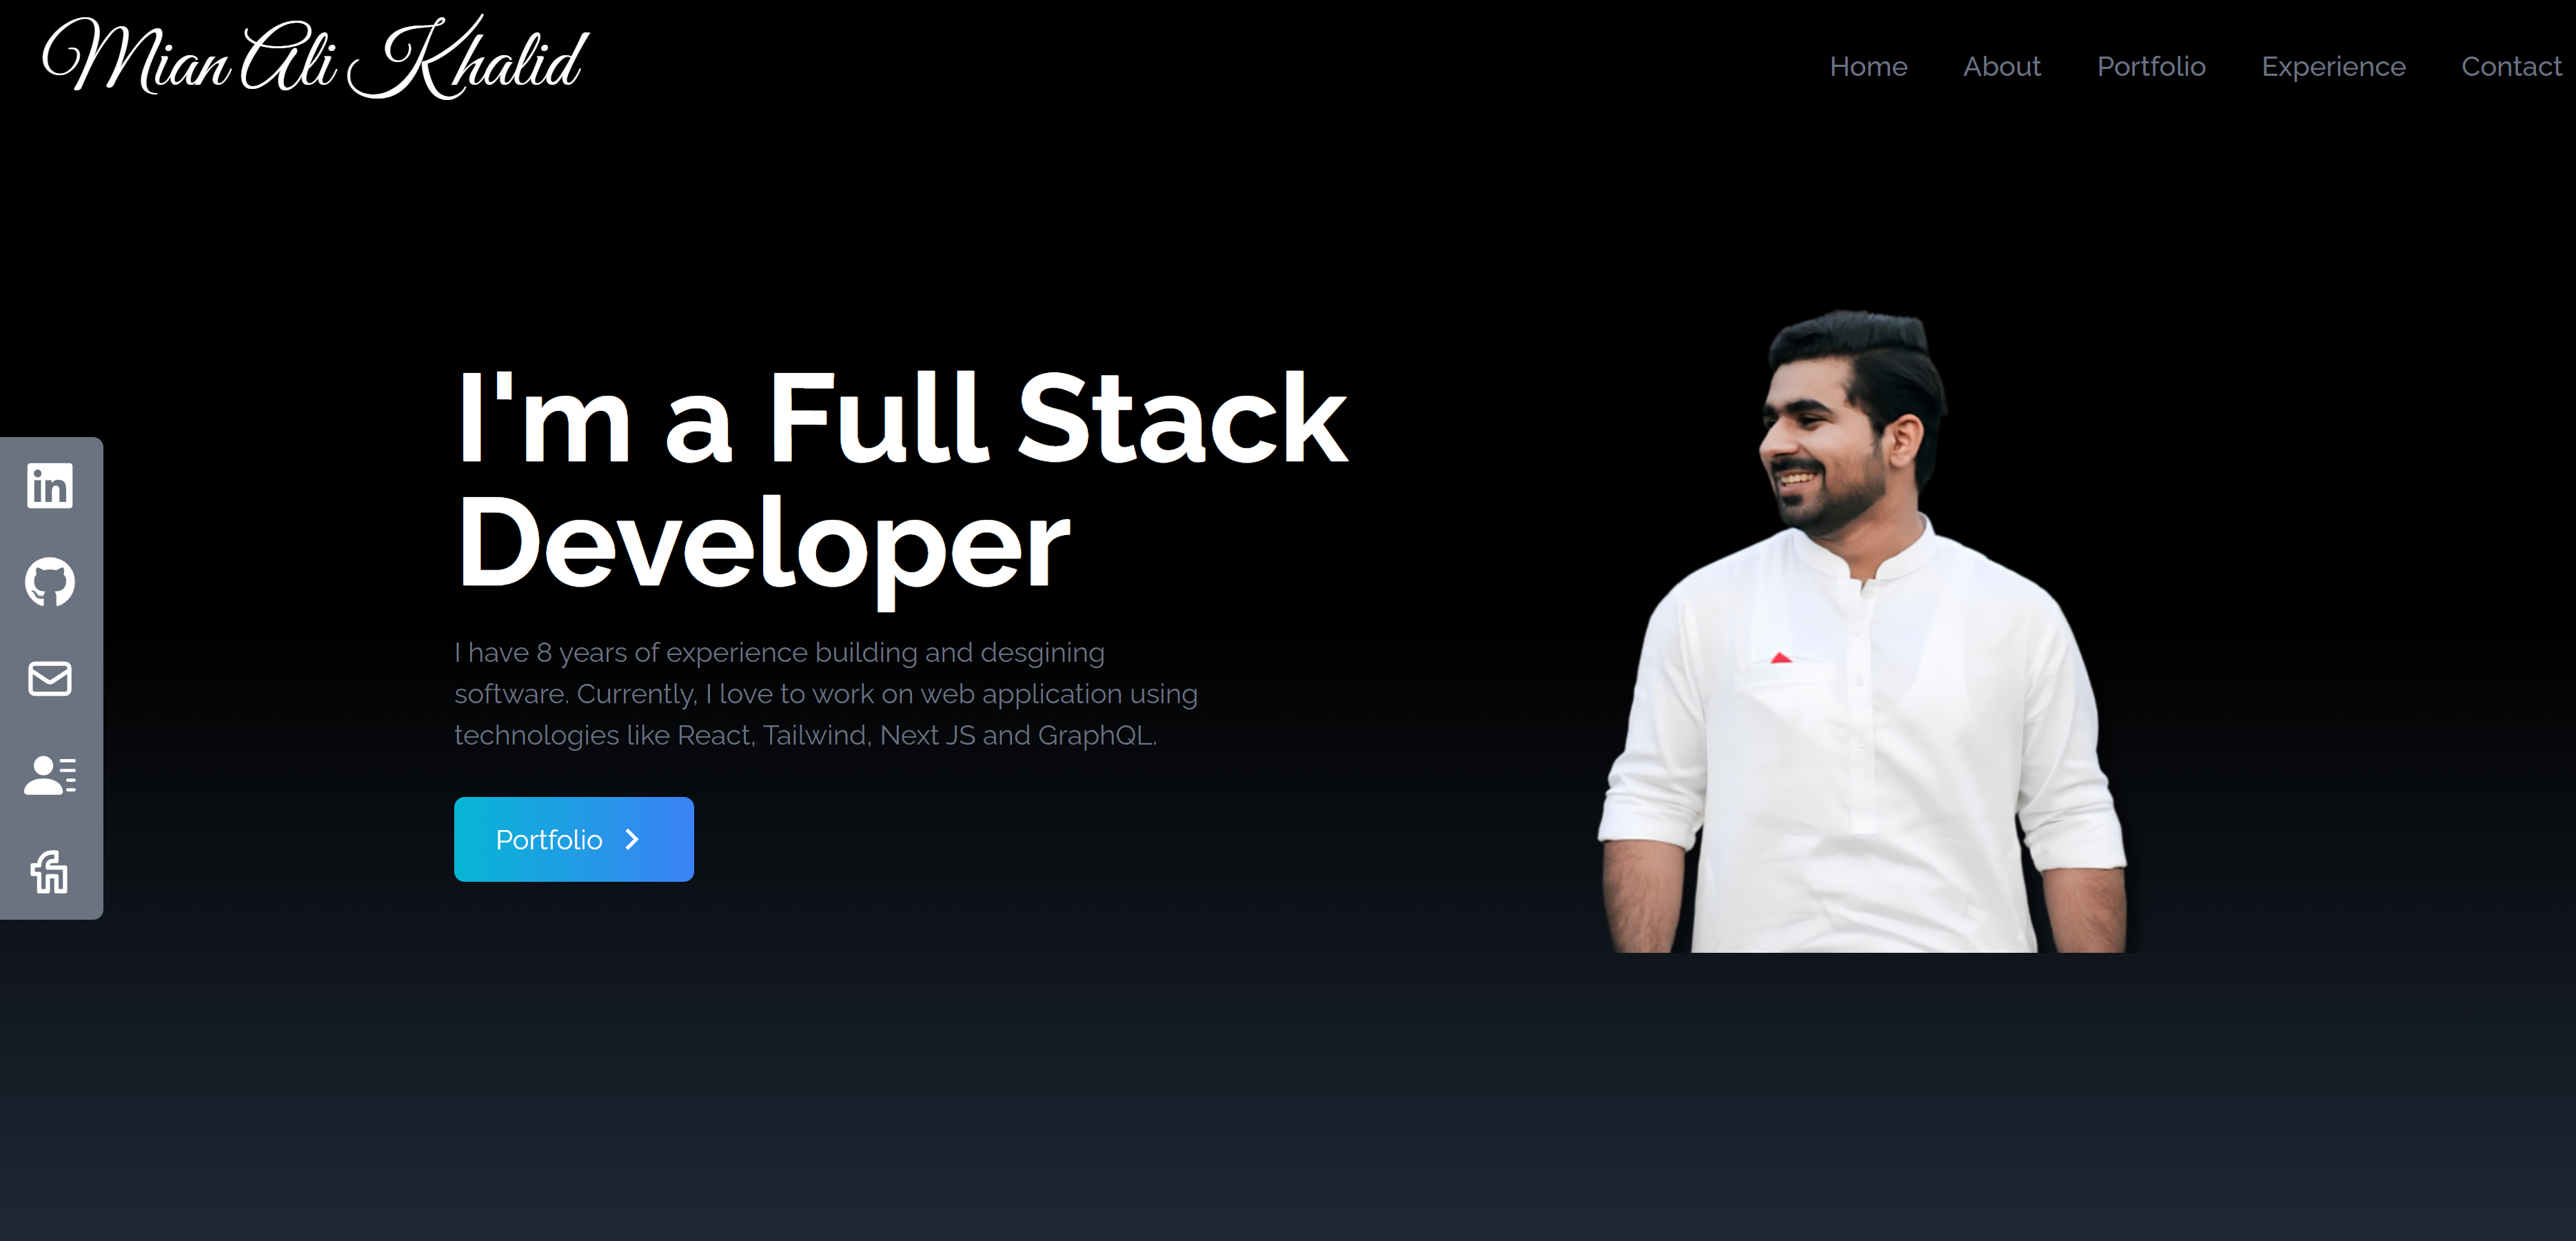 Mian Ali Khalid
Home About Portfolio Experience Contact
I'm a Full Stack
Developer
I have 8 years of experience building and desgining
software. Currently, I love to work on web application using
technologies like React, Tailwind, Next JS and GraphQL.
Portfolio
in